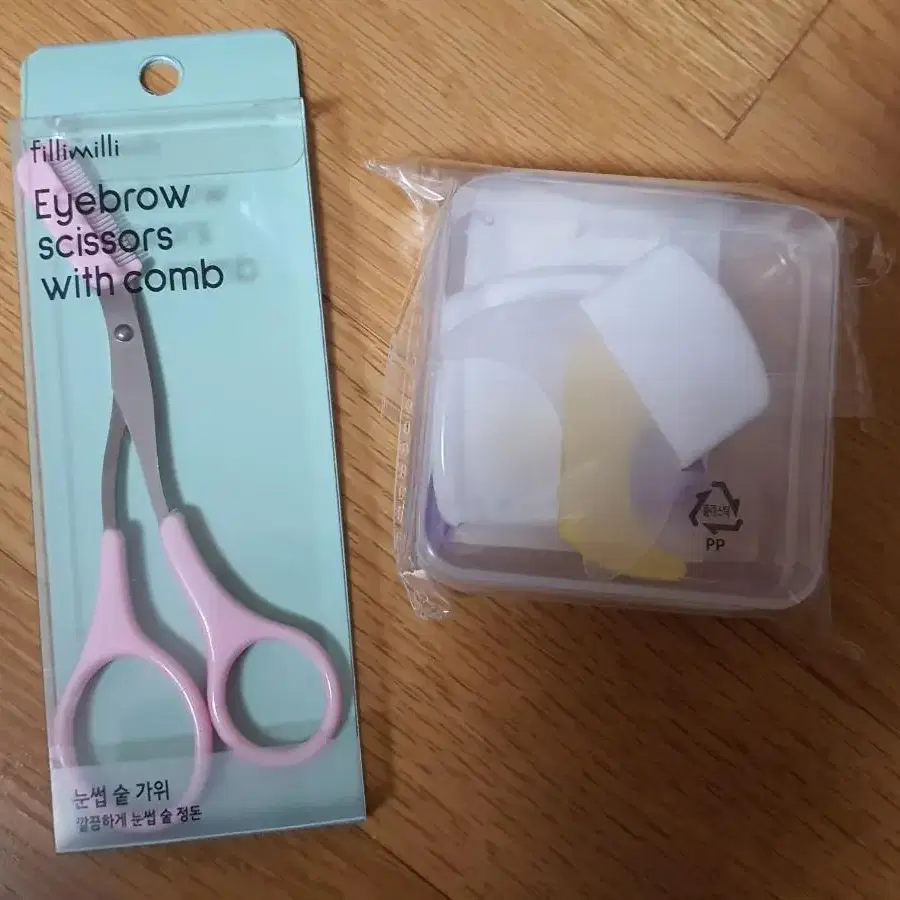 fillimilli
Eyebrow
scissors
with comb
눈썹 숱 가위
깔끔하게 눈썹 숱 정돈
플라스틱
PP